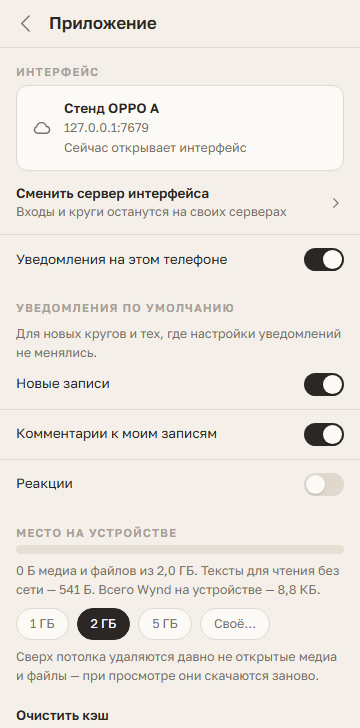 Приложение
ИНТЕРФЕЙС
Стенд OPPO A
127.0.0.1:7679
Сейчас открывает интерфейс
Сменить сервер интерфейса
Входы и круги останутся на своих серверах
Уведомления на этом телефоне
УВЕДОМЛЕНИЯ ПО УМОЛЧАНИЮ
Для новых кругов и тех, где настройки уведомлений
не менялись.
Новые записи
Комментарии к моим записям
Реакции
МЕСТО НА УСТРОЙСТВЕ
0 Б медиа и файлов из 2,0 ГБ. Тексты для чтения без
сети — 541 Б. Всего Wynd на устройстве — 8,8 КБ.
1 ГБ 2 ГБ 5 ГБ Своё…
Сверх потолка удаляются давно не открытые медиа
и файлы — при просмотре они скачаются заново.
Очистить кэш